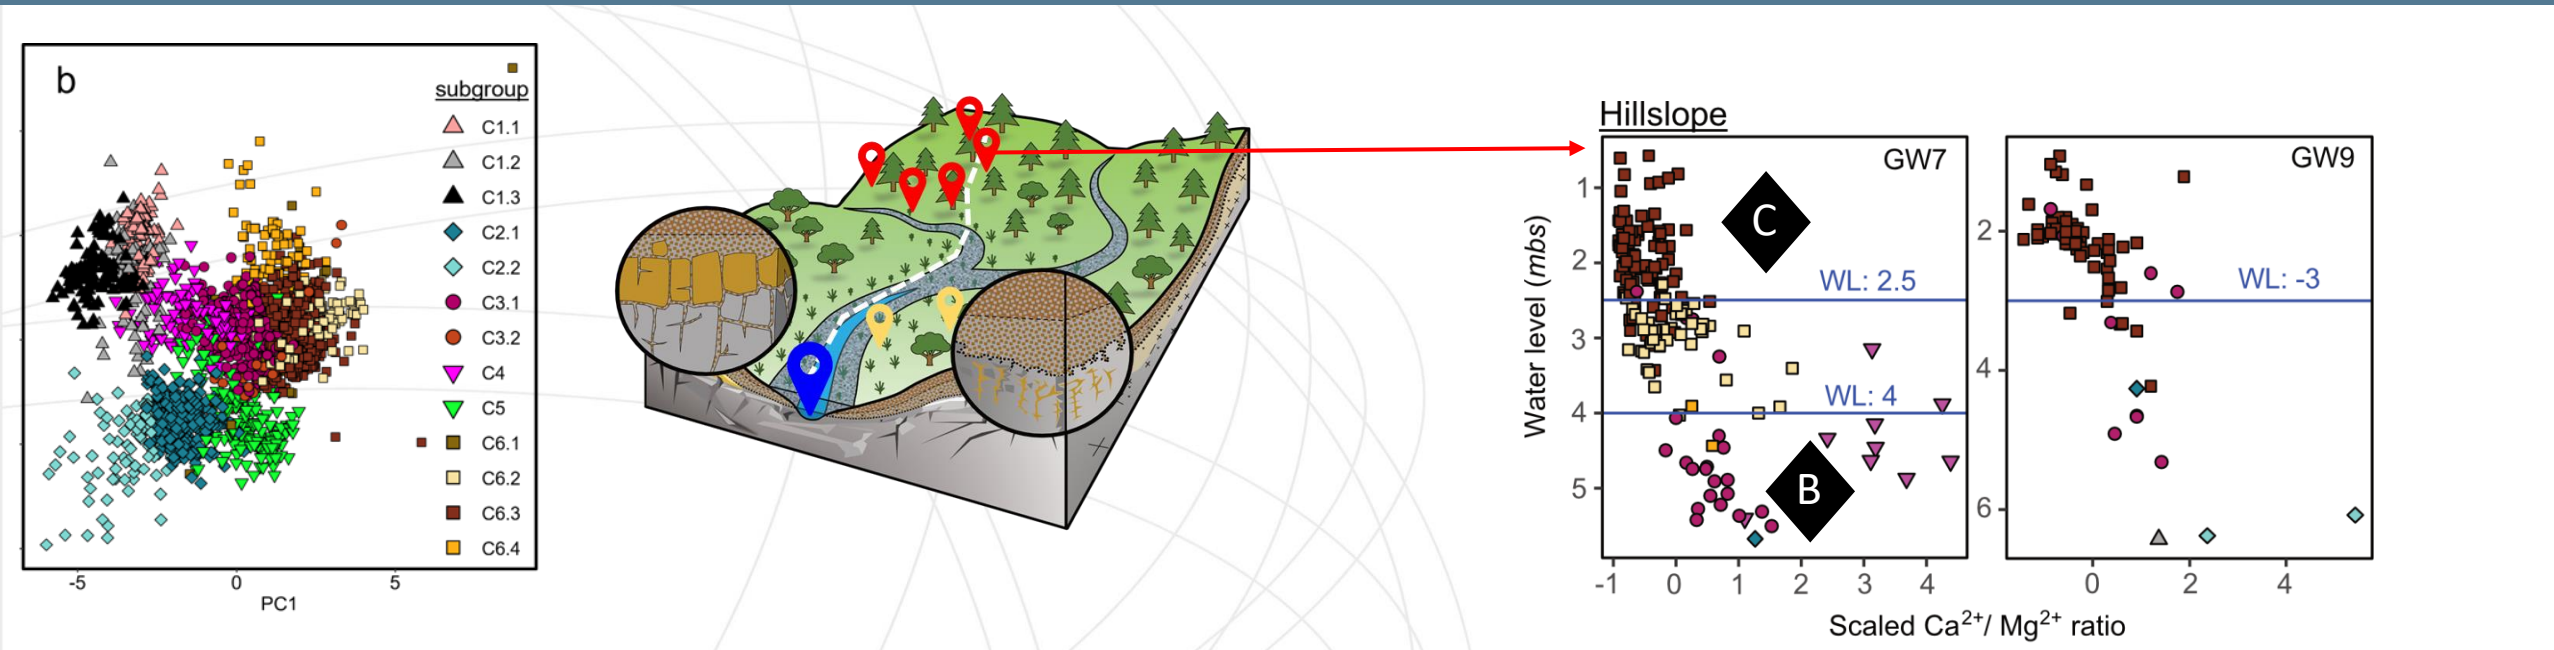 b
subgroup
C1.1
C1.2
C1.3
C2.1
C2.2
C3.1
C3.2
C4
C5
C6.1
C6.2
C6.3
C6.4
-5 0 5
PC1
Hillslope
GW7
C
WL: 2.5
WL: 4
B
1
2
3
4
5
Water level (mbs)
-1 0 1 2 3 4
GW9
WL: -3
2
4
6
0 2 4
Scaled Ca²⁺/ Mg²⁺ ratio